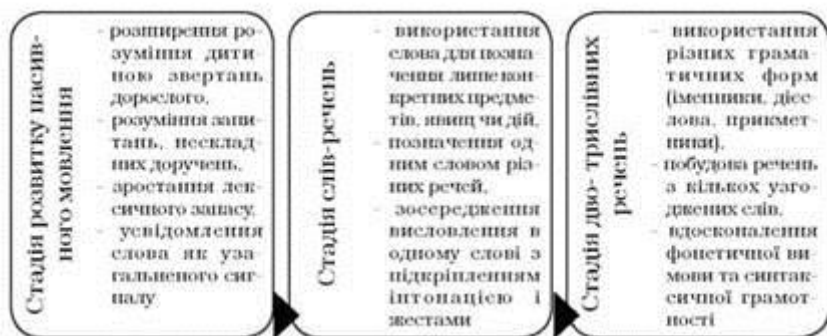 Стадія розвитку пасив-
ного мовлення
- розширення ро-
зуміння дити-
ною звертань
дорослого,
- розуміння запи-
тань, несклад-
них доручень,
- зростання лек-
сичного запасу,
- усвідомлення
слова як уза-
гальненого сиг-
налу
Стадія слів-речень
- використання
слова для позна-
чення лише кон-
кретних предме-
тів, явищ чи дій,
- позначення од-
ним словом різ-
них речей,
- зосередження
висловлення в
одному слові з
підкріпленням
інтонацією і
жестами
Стадія дво- трислівних
речень
- використання
різних грама-
тичних форм
(іменники, дієс-
лова, прикмет-
ники),
- побудова речень
з кількох узго-
джених слів,
- вдосконалення
фонетичної ви-
мови та синтак-
сичної грамот-
ності